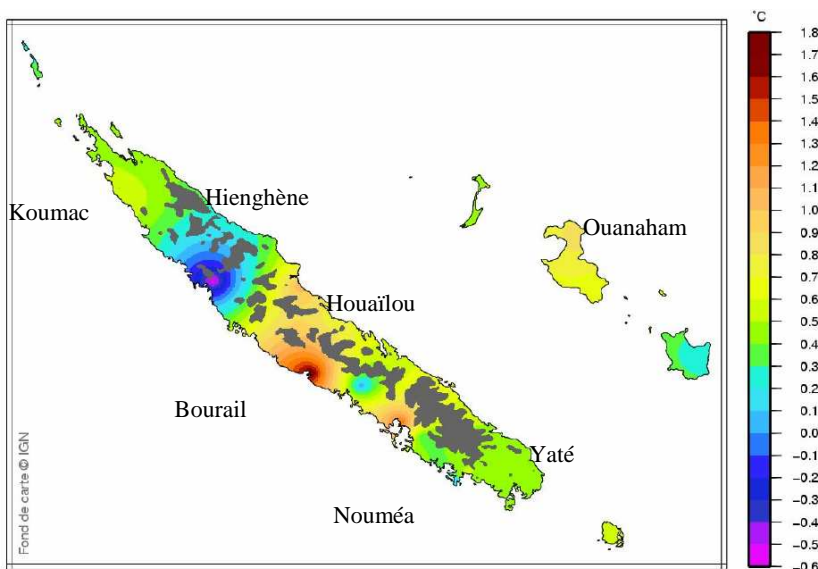 °C
Hienghène
Koumac
Ouanaham
Houaïlou
Bourail
Yaté
Nouméa
Fond de carte © IGN
1.8
1.7
1.6
1.5
1.4
1.3
1.2
1.1
1.0
0.9
0.8
0.7
0.6
0.5
0.4
0.3
0.2
0.1
0.0
−0.1
−0.2
−0.3
−0.4
−0.5
−0.6